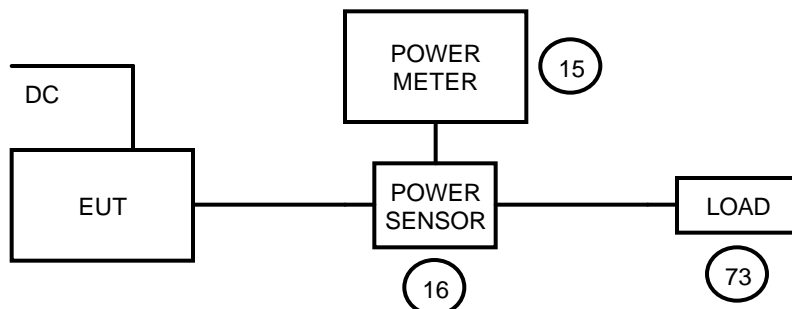 POWER
METER
15
DC
EUT
POWER
SENSOR
LOAD
16
73